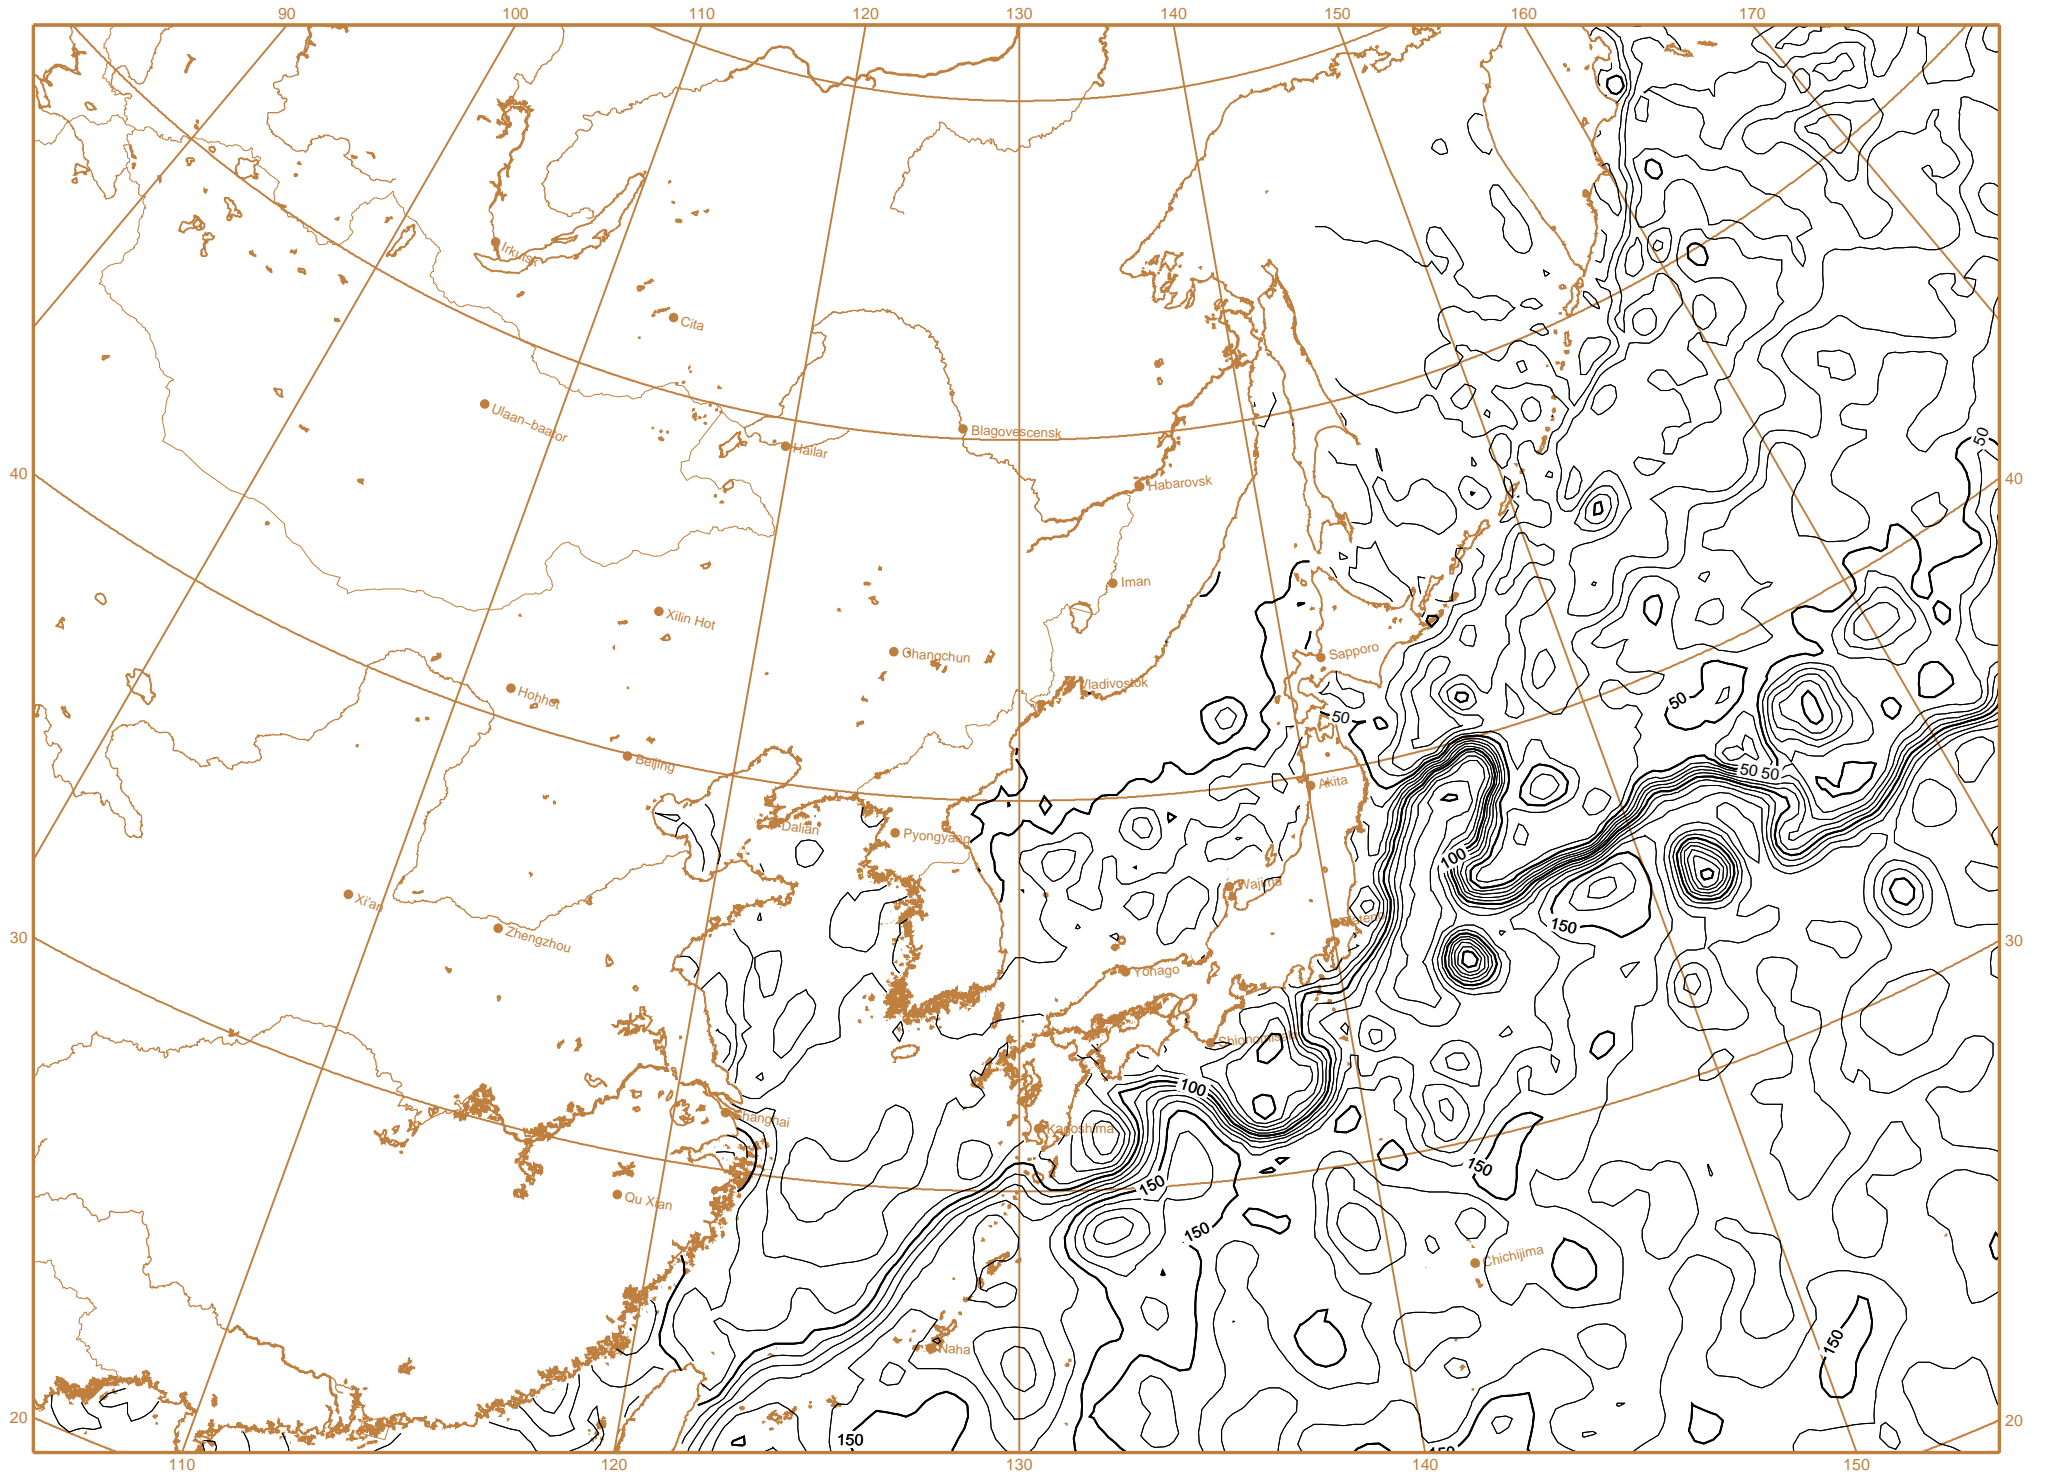 90 100 110 120 130 140 150 160 170
Irkutsk
Cita
Ulaan-baator
Hailar
Blagovescensk
50
40
40
Habarovsk
Iman
Xilin Hot
Changchun
Sapporo
Vladivostok
Hohhot
50
50
Beijing
50 50
Akita
Dalian
Pyongyang
100
Wajima
Xi'an
150
30
Zhengzhou
30
Yonago
Shionomisaki
100
Shanghai
Kagoshima
150
150
Qu Xian
150
Chichijima
150
Naha
20
20
150
150
110 120 130 140 150